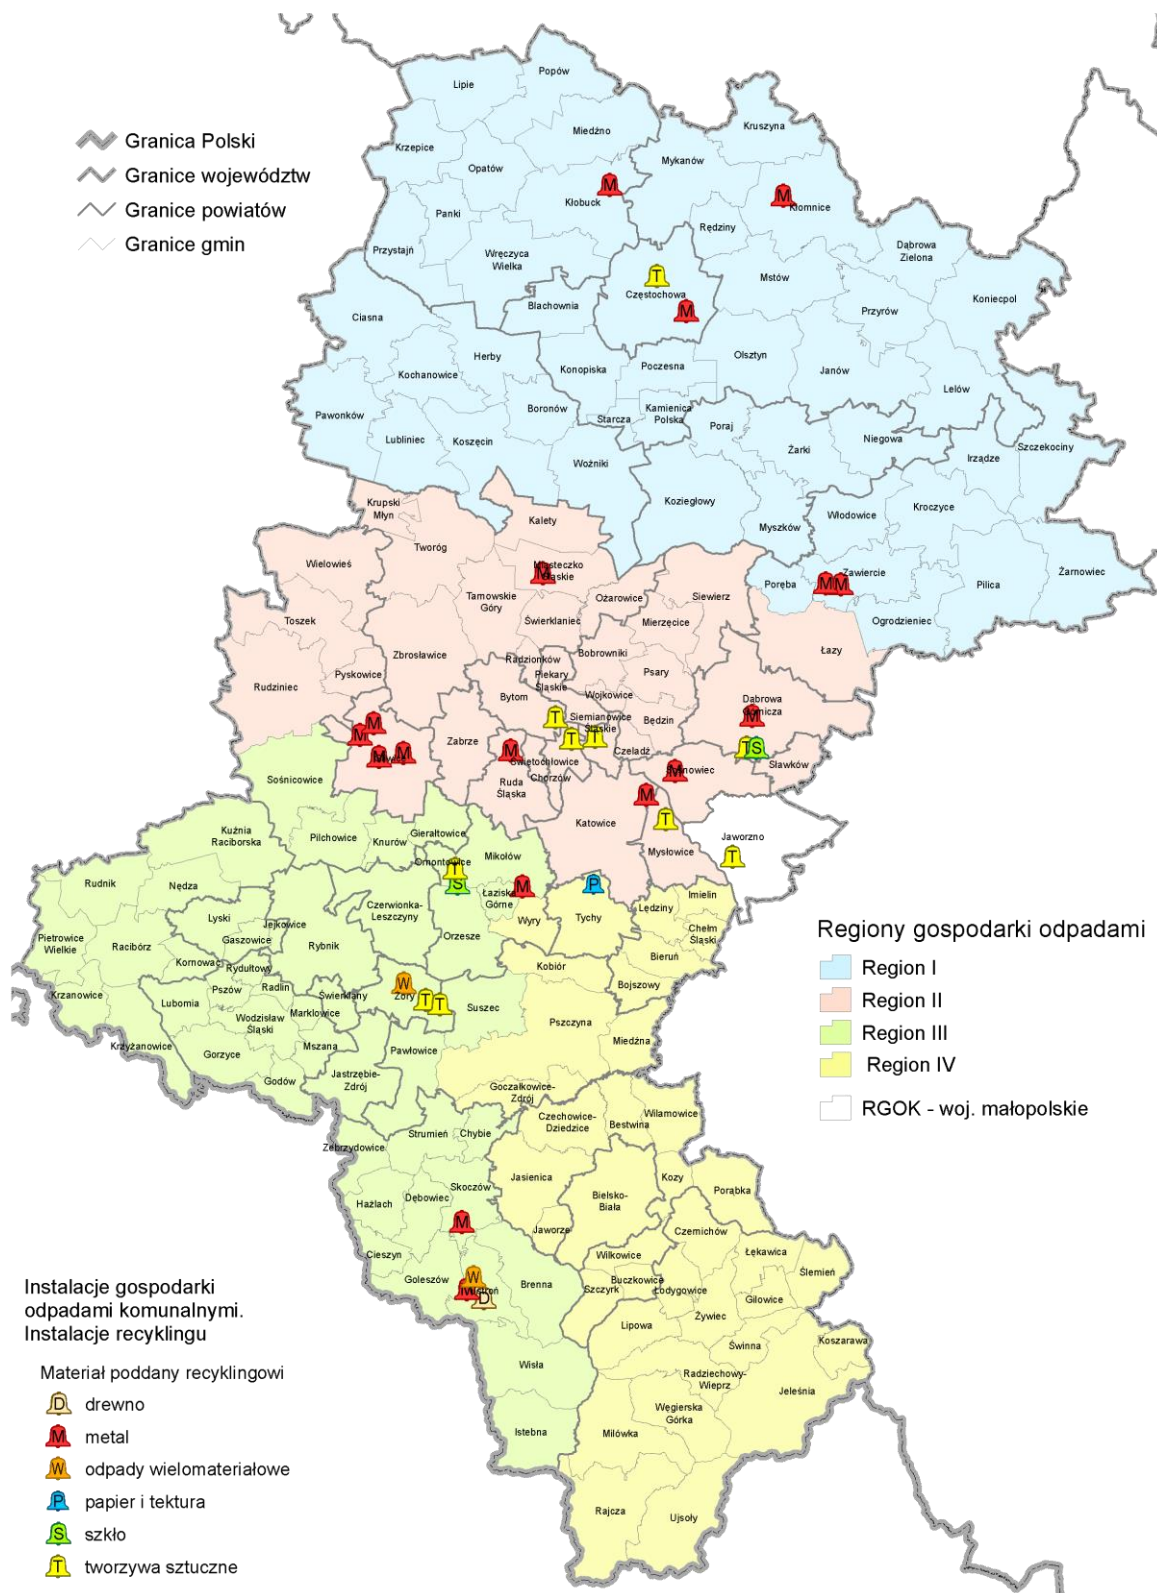 Granica Polski
Granice województw
Granice powiatów
Granice gmin
Lipie
Popów
Miedźno
Kruszyna
Krzepice
Opatów
Mykanów
Kłobuck
M
M
Kłomnice
Panki
Rędziny
Przystajń
Wręczyca
Wielka
Dąbrowa
Zielona
T
Częstochowa
M
Mstów
Koniecpol
Blachownia
Przyrów
Ciasna
Herby
Konopiska
Poczesna
Olsztyn
Janów
Kochanowice
Lelów
Pawonków
Boronów
Starcza
Kamienica
Polska
Poraj
Lubliniec
Koszęcin
Żarki
Niegowa
Szczekociny
Irządze
Woźniki
Koziegłowy
Krupski
Młyn
Kalety
Myszków
Włodowice
Kroczyce
Tworóg
Wielowieś
M
Miasteczko
Śląskie
Zawiercie
Poręba
M
M
Pilica
Żarnowiec
Tarnowskie
Góry
Ożarowice
Siewierz
Toszek
Świerklaniec
Mierzęcice
Ogrodzieniec
Zbrosławice
Bobrowniki
Łazy
Radzionków
Piekary
Śląskie
Psary
Rudziniec
Pyskowice
Bytom
Wojkowice
Dąbrowa
Górnicza
M
T
Siemianowice
Śląskie
Będzin
M
M
M
M
Zabrze
M
T
T
Czeladź
T
S
Świętochłowice
Chorzów
Sławków
Sosnowiec
M
Sośnicowice
Ruda
Śląska
M
Katowice
T
Kuźnia
Raciborska
Pilchowice
Knurów
Gierałtowice
Mikołów
Mysłowice
Jaworzno
T
Ornontowice
T
S
Rudnik
Nędza
Łaziska
Górne
M
P
Imielin
Lędziny
Czerwionka-
Leszczyny
Wyry
Tychy
Chełm
Śląski
Lyski
Jejkowice
Gaszowice
Rybnik
Orzesze
Pietrowice
Wielkie
Racibórz
Bieruń
Kornowac
Rydułtowy
Kobiór
Bojszowy
Krzanowice
Pszów
Radlin
Świerklany
W
Żory
T
T
Suszec
Lubomia
Wodzisław
Śląski
Marklowice
Pszczyna
Miedźna
Krzyżanowice
Gorzyce
Mszana
Pawłowice
Godów
Jastrzębie-
Zdrój
Goczałkowice-
Zdrój
Czechowice-
Dziedzice
Bestwina
Wilamowice
Strumień
Chybie
Zebrzydowice
Jasienica
Kozy
Porąbka
Skoczów
Dębowiec
Bielsko-
Biała
Hażlach
M
Jaworze
Czernichów
Cieszyn
Wilkowice
Łękawica
Ślemień
Goleszów
W
M
D
Brenna
Szczyrk
Buczkowice
Łodygowice
Gilowice
Żywiec
Lipowa
Świnna
Koszarawa
Wisła
Radziechowy-
Wieprz
Jeleśnia
Węgierska
Górka
Istebna
Milówka
Rajcza
Ujsoły
Regiony gospodarki odpadami
Region I
Region II
Region III
Region IV
RGOK - woj. małopolskie
Instalacje gospodarki
odpadami komunalnymi.
Instalacje recyklingu
Materiał poddany recyklingowi
D drewno
M metal
W odpady wielomateriałowe
P papier i tektura
S szkło
T tworzywa sztuczne